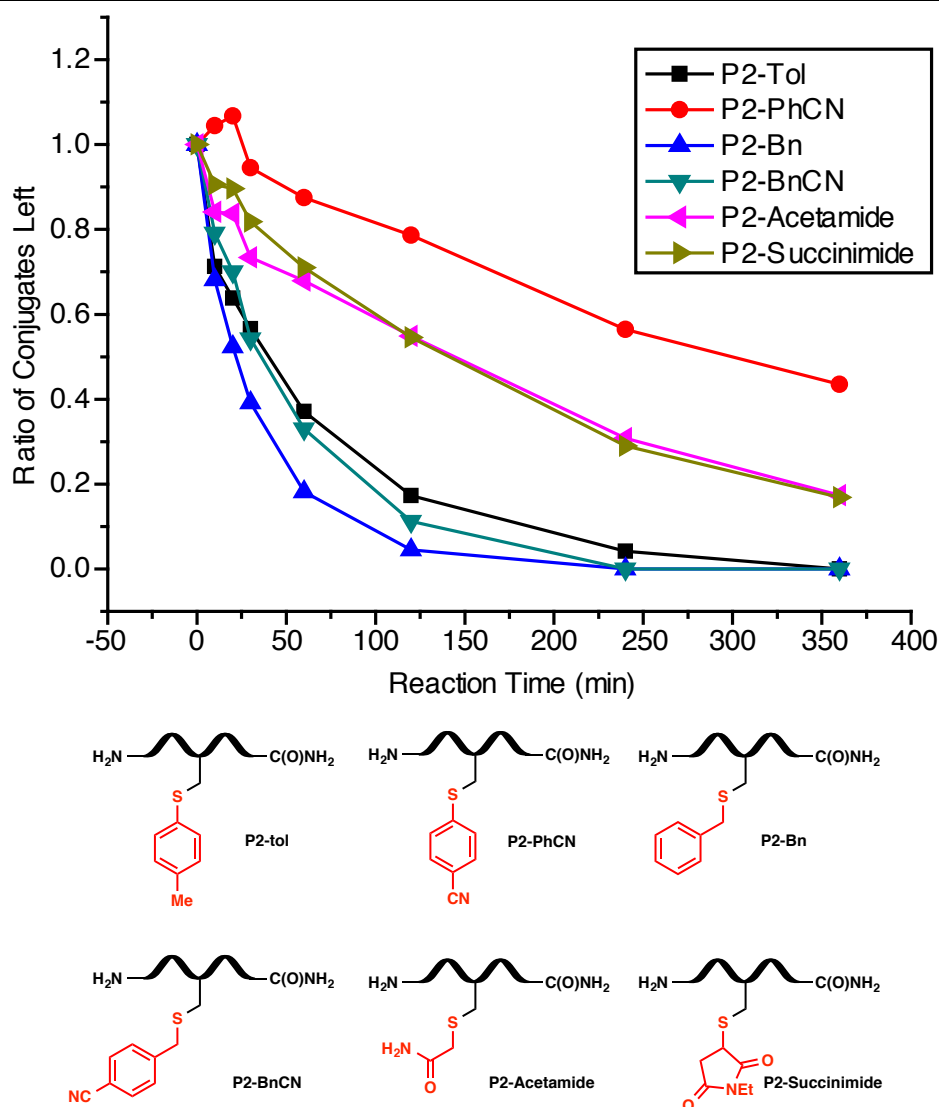 1.2
1.0
0.8
0.6
0.4
0.2
0.0
Ratio of Conjugates Left
P2-Tol
P2-PhCN
P2-Bn
P2-BnCN
P2-Acetamide
P2-Succinimide
-50 0 50 100 150 200 250 300 350 400
Reaction Time (min)
H₂N C(O)NH₂ H₂N C(O)NH₂ H₂N C(O)NH₂
S S S
P2-tol P2-PhCN P2-Bn
Me CN
H₂N C(O)NH₂ H₂N C(O)NH₂ H₂N C(O)NH₂
S S S
H₂N O
NC O O NEt
P2-BnCN P2-Acetamide P2-Succinimide